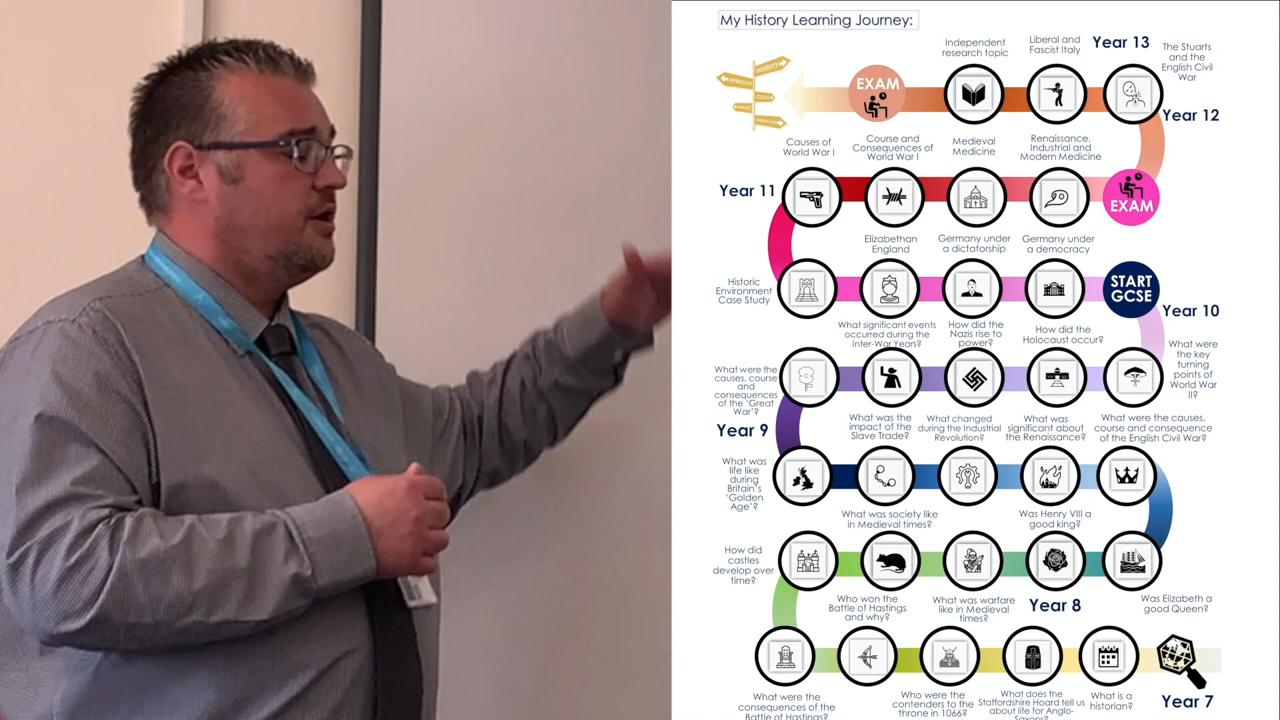 My History Learning Journey:
Independent
research topic
Liberal and
Fascist Italy
Year 13
The Stuarts
and the
English Civil
War
UNIVERSITY
EXAM
Year 12
Causes of
World War I
Course and
Consequences of
World War I
Medieval
Medicine
Renaissance,
Industrial and
Modern Medicine
Year 11
EXAM
Elizabethan
England
Germany under
a dictatorship
Germany under
a democracy
Historic
Environment
Case Study
START
GCSE
Year 10
What significant events
occurred during the
Inter-War Years?
How did the
Nazis rise to
power?
How did the
Holocaust occur?
What were
the key
turning
points of
World War
II?
What were the
causes, course
and
consequences
of the 'Great
War'?
What was the
impact of the
Slave Trade?
What changed
during the Industrial
Revolution?
What was
significant about
the Renaissance?
What were the causes,
course and consequence
of the English Civil War?
Year 9
What was
life like
during
Britain's
'Golden
Age'?
What was society like
in Medieval times?
Was Henry VIII a
good king?
How did
castles
develop over
time?
Who won the
Battle of Hastings
and why?
What was warfare
like in Medieval
times?
Year 8
Was Elizabeth a
good Queen?
What were the
consequences of the
Battle of Hastings?
Who were the
contenders to the
throne in 1066?
What does the
Staffordshire Hoard tell us
about life for Anglo-
Saxons?
What is a
historian?
Year 7